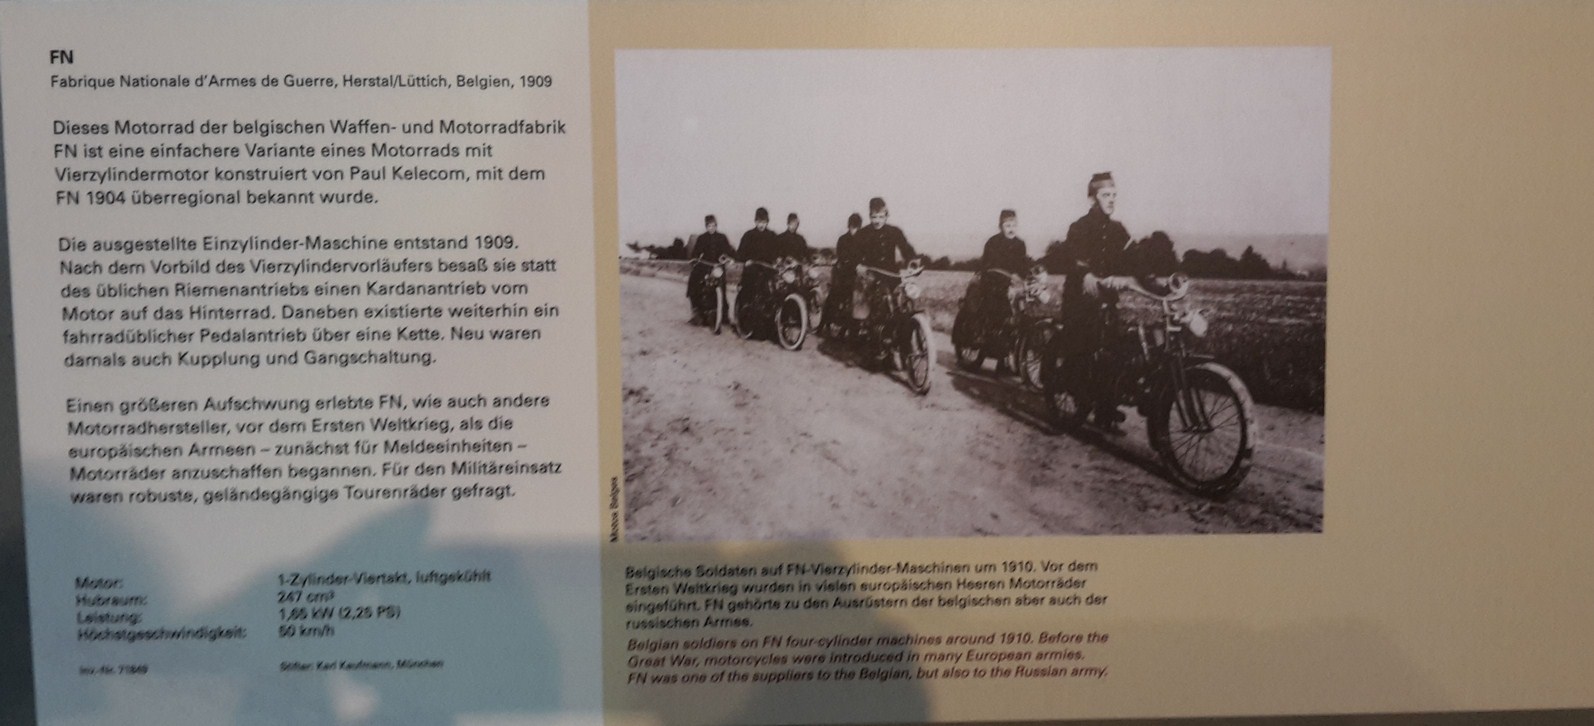 FN
Fabrique Nationale d'Armes de Guerre, Herstal/Lüttich, Belgien, 1909
Dieses Motorrad der belgischen Waffen- und Motorradfabrik
FN ist eine einfachere Variante eines Motorrads mit
Vierzylindermotor konstruiert von Paul Kelecom, mit dem
FN 1904 überregional bekannt wurde.
Die ausgestellte Einzylinder-Maschine entstand 1909.
Nach dem Vorbild des Vierzylindervorläufers besaß sie statt
des üblichen Riemenantriebs einen Kardanantrieb vom
Motor auf das Hinterrad. Daneben existierte weiterhin ein
fahrradüblicher Pedalantrieb über eine Kette. Neu waren
damals auch Kupplung und Gangschaltung.
Einen größeren Aufschwung erlebte FN, wie auch andere
Motorradhersteller, vor dem Ersten Weltkrieg, als die
europäischen Armeen – zunächst für Meldeeinheiten –
Motorräder anzuschaffen begannen. Für den Militäreinsatz
waren robuste, geländegängige Tourenräder gefragt.
Motor: 1-Zylinder-Viertakt, luftgekühlt
Hubraum: 247 cm³
Leistung: 1,65 kW (2,25 PS)
Höchstgeschwindigkeit: 50 km/h
Inv.-Nr. Stifter: Karl Kaufmann, München
Motor Belges
Belgische Soldaten auf FN-Vierzylinder-Maschinen um 1910. Vor dem
Ersten Weltkrieg wurden in vielen europäischen Heeren Motorräder
eingeführt. FN gehörte zu den Ausrüstern der belgischen aber auch der
russischen Armee.
Belgian soldiers on FN four-cylinder machines around 1910. Before the
Great War, motorcycles were introduced in many European armies.
FN was one of the suppliers to the Belgian, but also to the Russian army.